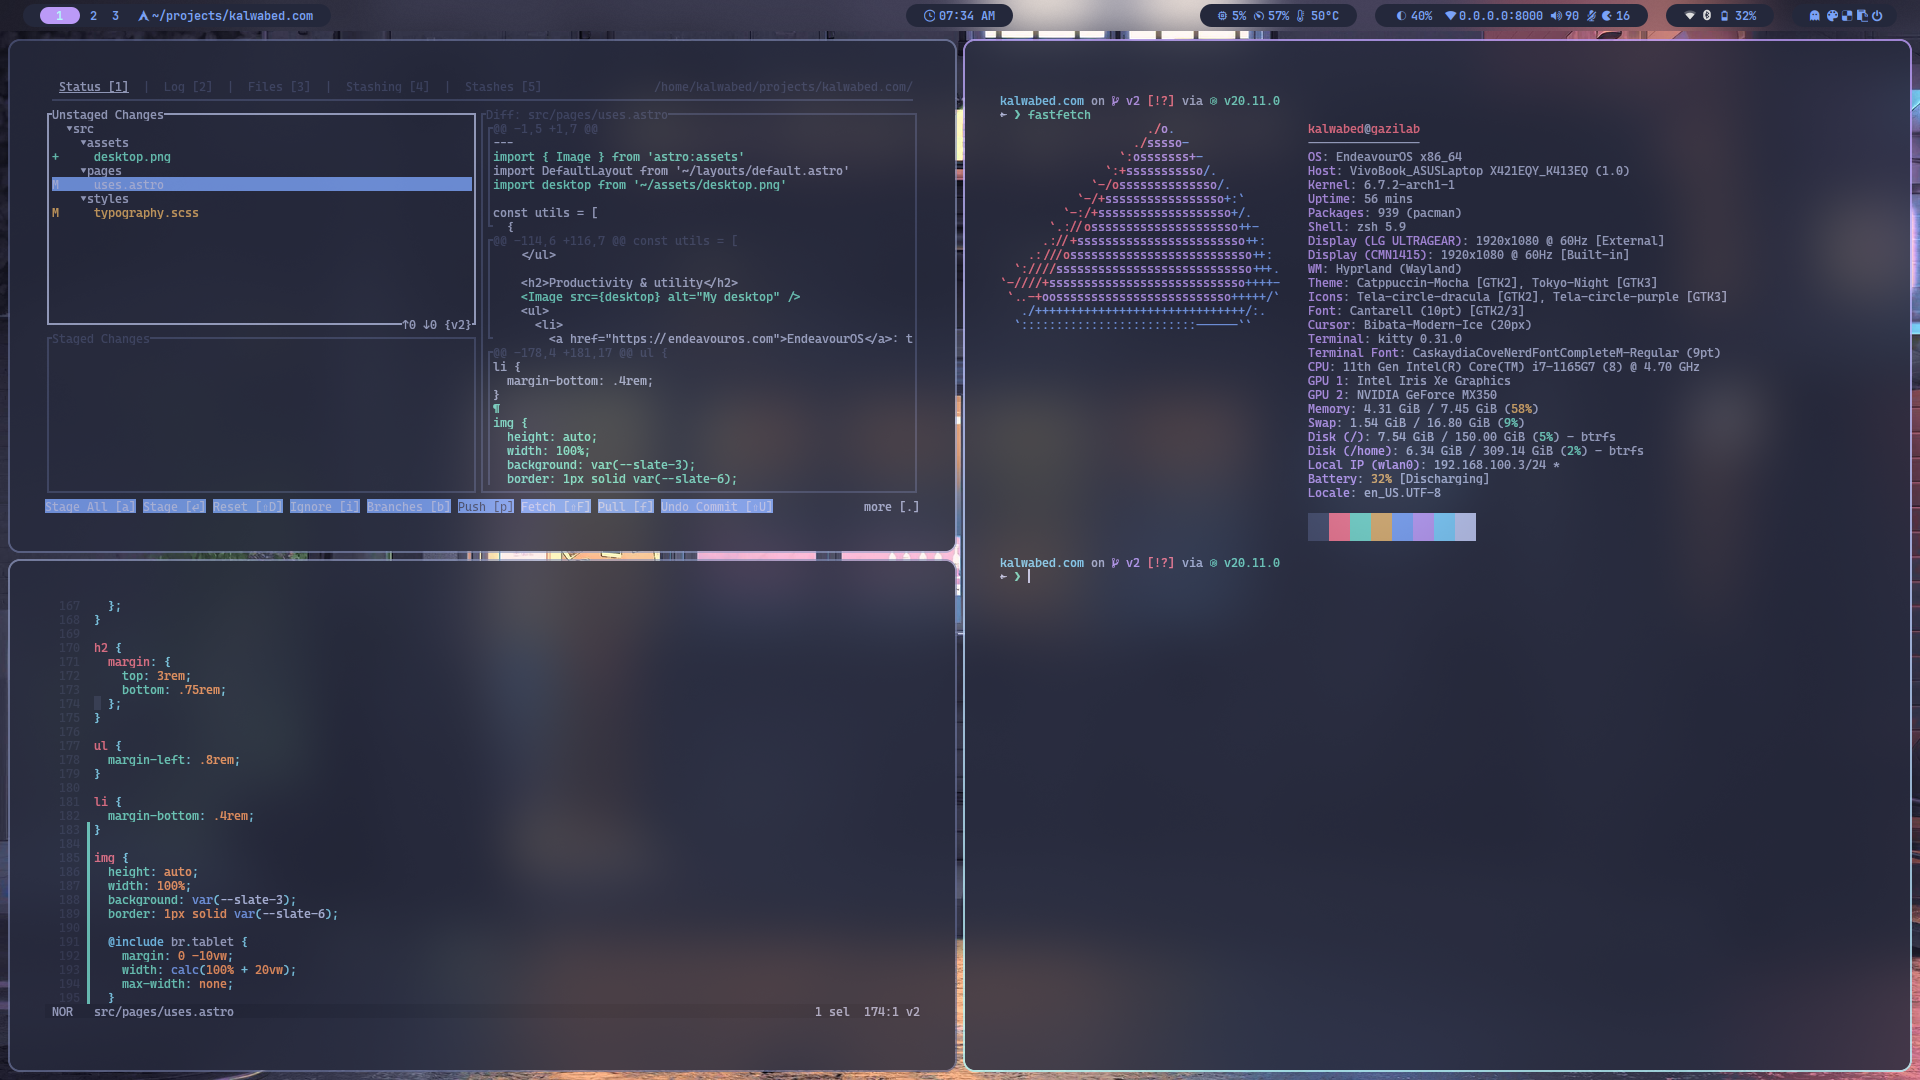 1 2 3 ~/projects/kalwabed.com
07:34 AM
5% 57% 50°C
40% 0.0.0.0:8000 90 16
32%
Status [1] | Log [2] | Files [3] | Stashing [4] | Stashes [5] /home/kalwabed/projects/kalwabed.com/
Unstaged Changes
▾src
▾assets
+ desktop.png
▾pages
M uses.astro
▾styles
M typography.scss
↑0 ↓0 {v2}
Staged Changes
Diff: src/pages/uses.astro
@@ -1,5 +1,7 @@
---
import { Image } from 'astro:assets'
import DefaultLayout from '~/layouts/default.astro'
import desktop from '~/assets/desktop.png'
const utils = [
{
@@ -114,6 +116,7 @@ const utils = [
</ul>
<h2>Productivity & utility</h2>
<Image src={desktop} alt="My desktop" />
<ul>
<li>
<a href="https://endeavouros.com">EndeavourOS</a>: t
@@ -178,4 +181,17 @@ ul {
li {
margin-bottom: .4rem;
}
¶
img {
height: auto;
width: 100%;
background: var(--slate-3);
border: 1px solid var(--slate-6);
Stage All [a] Stage [⏎] Reset [⇧D] Ignore [i] Branches [b] Push [p] Fetch [⇧F] Pull [f] Undo Commit [⇧U] more [.]
167 };
168 }
169
170 h2 {
171 margin: {
172 top: 3rem;
173 bottom: .75rem;
174 };
175 }
176
177 ul {
178 margin-left: .8rem;
179 }
180
181 li {
182 margin-bottom: .4rem;
183 }
184
185 img {
186 height: auto;
187 width: 100%;
188 background: var(--slate-3);
189 border: 1px solid var(--slate-6);
190
191 @include br.tablet {
192 margin: 0 -10vw;
193 width: calc(100% + 20vw);
194 max-width: none;
195 }
NOR src/pages/uses.astro 1 sel 174:1 v2
kalwabed.com on v2 [!?] via v20.11.0
← ❯ fastfetch
./o.
./sssso-
`:osssssss+-
`:+sssssssssso/.
`-/ossssssssssssso/.
`-/+sssssssssssssssso+:`
`-:/+sssssssssssssssssso+/.
`.://osssssssssssssssssssso++-
.://+ssssssssssssssssssssssso++:
.:///ossssssssssssssssssssssssso++:
`:////ssssssssssssssssssssssssssso+++.
`-////+ssssssssssssssssssssssssssso++++-
`..-+oosssssssssssssssssssssssso+++++/`
./++++++++++++++++++++++++++++++/:.
`:::::::::::::::::::::::::------``
kalwabed@gazilab
----------------
OS: EndeavourOS x86_64
Host: VivoBook_ASUSLaptop X421EQY_K413EQ (1.0)
Kernel: 6.7.2-arch1-1
Uptime: 56 mins
Packages: 939 (pacman)
Shell: zsh 5.9
Display (LG ULTRAGEAR): 1920x1080 @ 60Hz [External]
Display (CMN1415): 1920x1080 @ 60Hz [Built-in]
WM: Hyprland (Wayland)
Theme: Catppuccin-Mocha [GTK2], Tokyo-Night [GTK3]
Icons: Tela-circle-dracula [GTK2], Tela-circle-purple [GTK3]
Font: Cantarell (10pt) [GTK2/3]
Cursor: Bibata-Modern-Ice (20px)
Terminal: kitty 0.31.0
Terminal Font: CaskaydiaCoveNerdFontCompleteM-Regular (9pt)
CPU: 11th Gen Intel(R) Core(TM) i7-1165G7 (8) @ 4.70 GHz
GPU 1: Intel Iris Xe Graphics
GPU 2: NVIDIA GeForce MX350
Memory: 4.31 GiB / 7.45 GiB (58%)
Swap: 1.54 GiB / 16.80 GiB (9%)
Disk (/): 7.54 GiB / 150.00 GiB (5%) - btrfs
Disk (/home): 6.34 GiB / 309.14 GiB (2%) - btrfs
Local IP (wlan0): 192.168.100.3/24 *
Battery: 32% [Discharging]
Locale: en_US.UTF-8
kalwabed.com on v2 [!?] via v20.11.0
← ❯